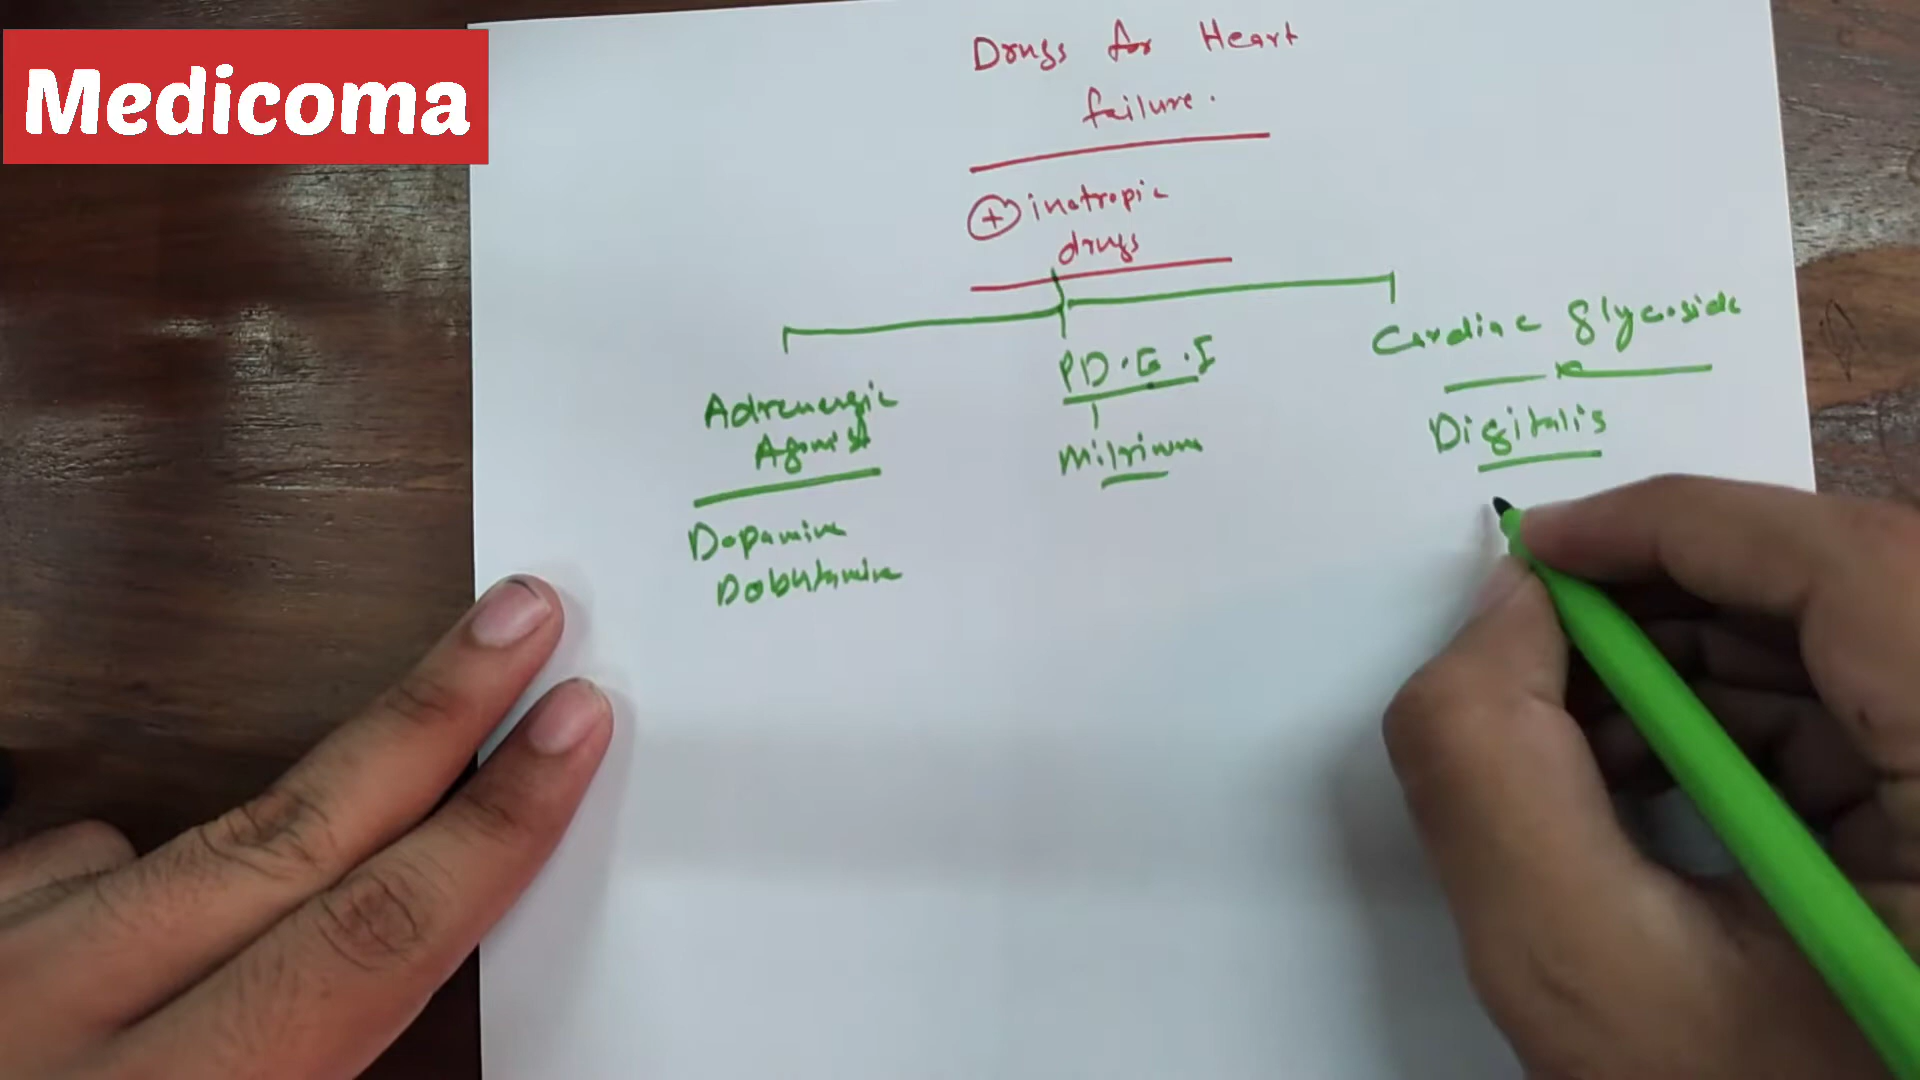 Medicoma
Drugs for Heart
failure.
+ inotropic
drugs
Adrenergic
Agonist
Dopamine
Dobutamine
P.D.E.I
Milrinone
Cardiac glycoside
Digitalis